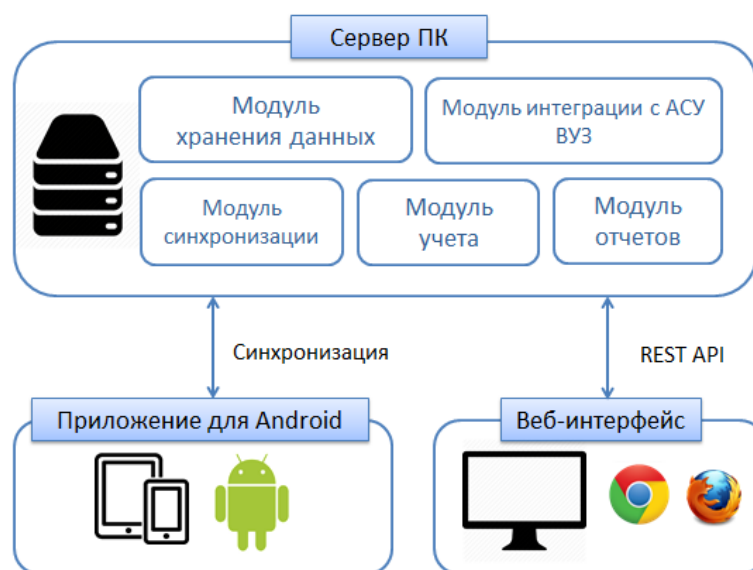 Сервер ПК
Модуль
хранения данных
Модуль интеграции с АСУ
ВУЗ
Модуль
синхронизации
Модуль
учета
Модуль
отчетов
Синхронизация
REST API
Приложение для Android
Веб-интерфейс